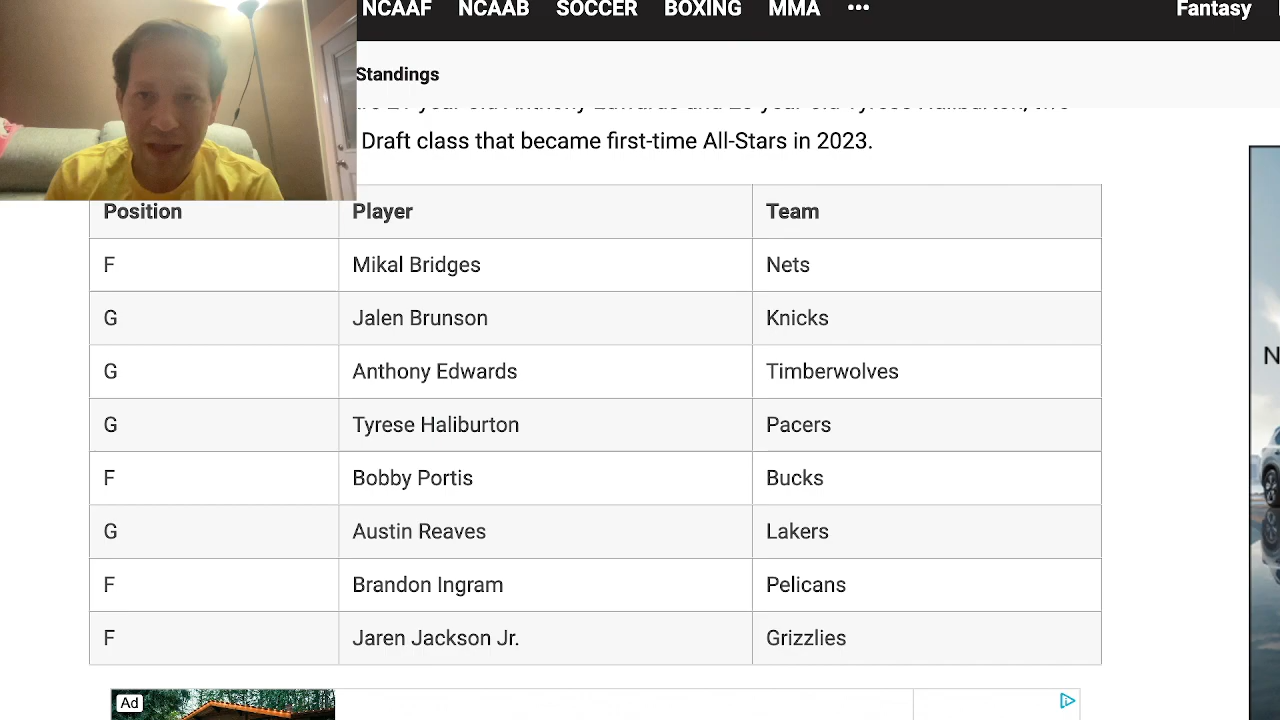 NCAAF NCAAB SOCCER BOXING MMA ••• Fantasy
Standings
Draft class that became first-time All-Stars in 2023.
Position Player Team
F Mikal Bridges Nets
G Jalen Brunson Knicks
G Anthony Edwards Timberwolves
G Tyrese Haliburton Pacers
F Bobby Portis Bucks
G Austin Reaves Lakers
F Brandon Ingram Pelicans
F Jaren Jackson Jr. Grizzlies
Ad
N